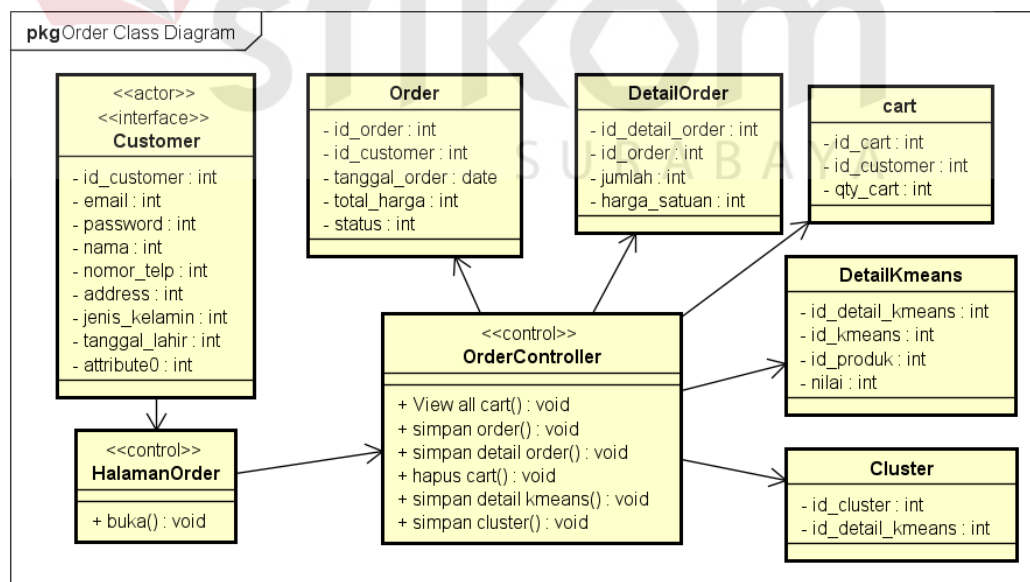 stikom
SURABAYA
pkg Order Class Diagram
<<actor>>
<<interface>>
Customer
- id_customer : int
- email : int
- password : int
- nama : int
- nomor_telp : int
- address : int
- jenis_kelamin : int
- tanggal_lahir : int
- attribute0 : int
Order
- id_order : int
- id_customer : int
- tanggal_order : date
- total_harga : int
- status : int
DetailOrder
- id_detail_order : int
- id_order : int
- jumlah : int
- harga_satuan : int
cart
- id_cart : int
- id_customer : int
- qty_cart : int
DetailKmeans
- id_detail_kmeans : int
- id_kmeans : int
- id_produk : int
- nilai : int
<<control>>
OrderController
+ View all cart() : void
+ simpan order() : void
+ simpan detail order() : void
+ hapus cart() : void
+ simpan detail kmeans() : void
+ simpan cluster() : void
<<control>>
HalamanOrder
+ buka() : void
Cluster
- id_cluster : int
- id_detail_kmeans : int